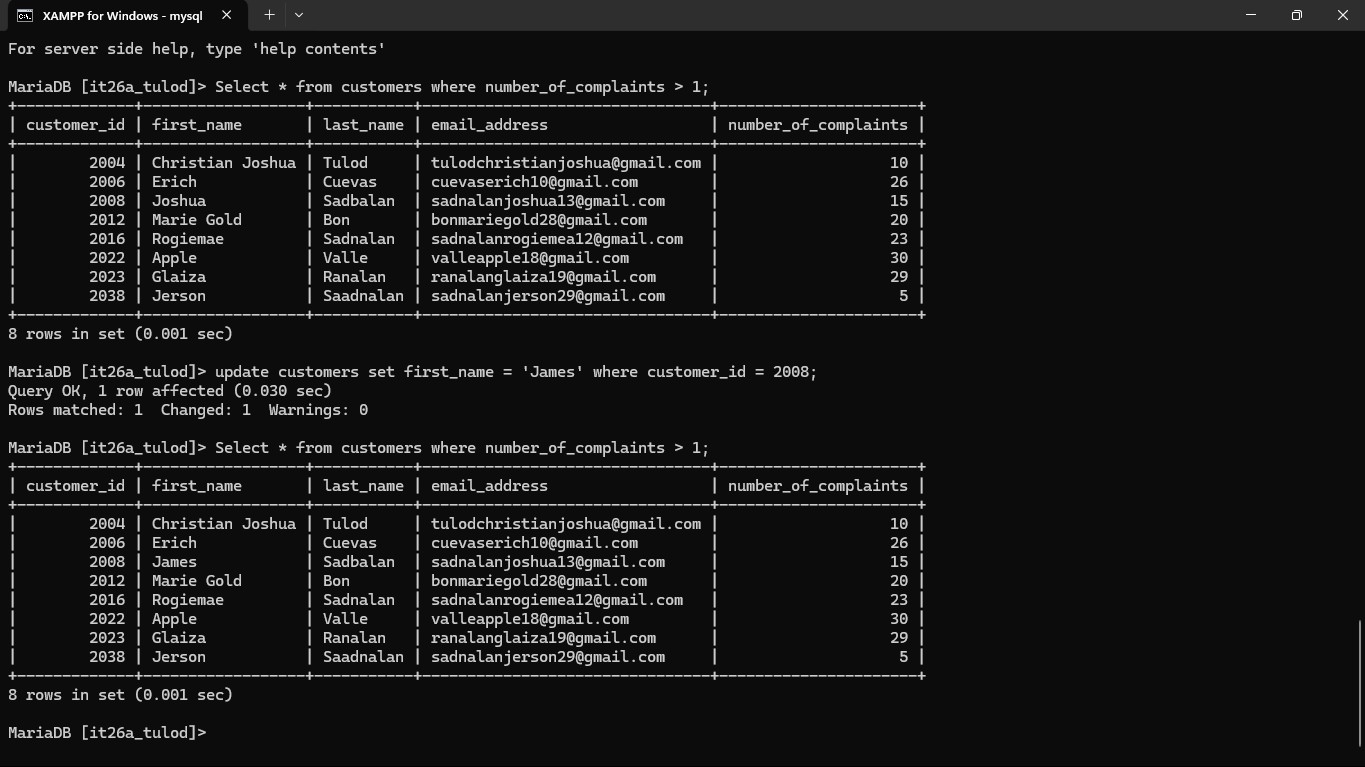 XAMPP for Windows - mysql
For server side help, type 'help contents'
MariaDB [it26a_tulod]> Select * from customers where number_of_complaints > 1;
+-------------+------------------+-----------+--------------------------------+----------------------+
| customer_id | first_name       | last_name | email_address                  | number_of_complaints |
+-------------+------------------+-----------+--------------------------------+----------------------+
|        2004 | Christian Joshua | Tulod     | tulodchristianjoshua@gmail.com |                   10 |
|        2006 | Erich            | Cuevas    | cuevaserich10@gmail.com        |                   26 |
|        2008 | Joshua           | Sadbalan  | sadnalanjoshua13@gmail.com     |                   15 |
|        2012 | Marie Gold       | Bon       | bonmariegold28@gmail.com       |                   20 |
|        2016 | Rogiemae         | Sadnalan  | sadnalanrogiemea12@gmail.com   |                   23 |
|        2022 | Apple            | Valle     | valleapple18@gmail.com         |                   30 |
|        2023 | Glaiza           | Ranalan   | ranalanglaiza19@gmail.com      |                   29 |
|        2038 | Jerson           | Saadnalan | sadnalanjerson29@gmail.com     |                    5 |
+-------------+------------------+-----------+--------------------------------+----------------------+
8 rows in set (0.001 sec)
MariaDB [it26a_tulod]> update customers set first_name = 'James' where customer_id = 2008;
Query OK, 1 row affected (0.030 sec)
Rows matched: 1  Changed: 1  Warnings: 0
MariaDB [it26a_tulod]> Select * from customers where number_of_complaints > 1;
+-------------+------------------+-----------+--------------------------------+----------------------+
| customer_id | first_name       | last_name | email_address                  | number_of_complaints |
+-------------+------------------+-----------+--------------------------------+----------------------+
|        2004 | Christian Joshua | Tulod     | tulodchristianjoshua@gmail.com |                   10 |
|        2006 | Erich            | Cuevas    | cuevaserich10@gmail.com        |                   26 |
|        2008 | James            | Sadbalan  | sadnalanjoshua13@gmail.com     |                   15 |
|        2012 | Marie Gold       | Bon       | bonmariegold28@gmail.com       |                   20 |
|        2016 | Rogiemae         | Sadnalan  | sadnalanrogiemea12@gmail.com   |                   23 |
|        2022 | Apple            | Valle     | valleapple18@gmail.com         |                   30 |
|        2023 | Glaiza           | Ranalan   | ranalanglaiza19@gmail.com      |                   29 |
|        2038 | Jerson           | Saadnalan | sadnalanjerson29@gmail.com     |                    5 |
+-------------+------------------+-----------+--------------------------------+----------------------+
8 rows in set (0.001 sec)
MariaDB [it26a_tulod]>